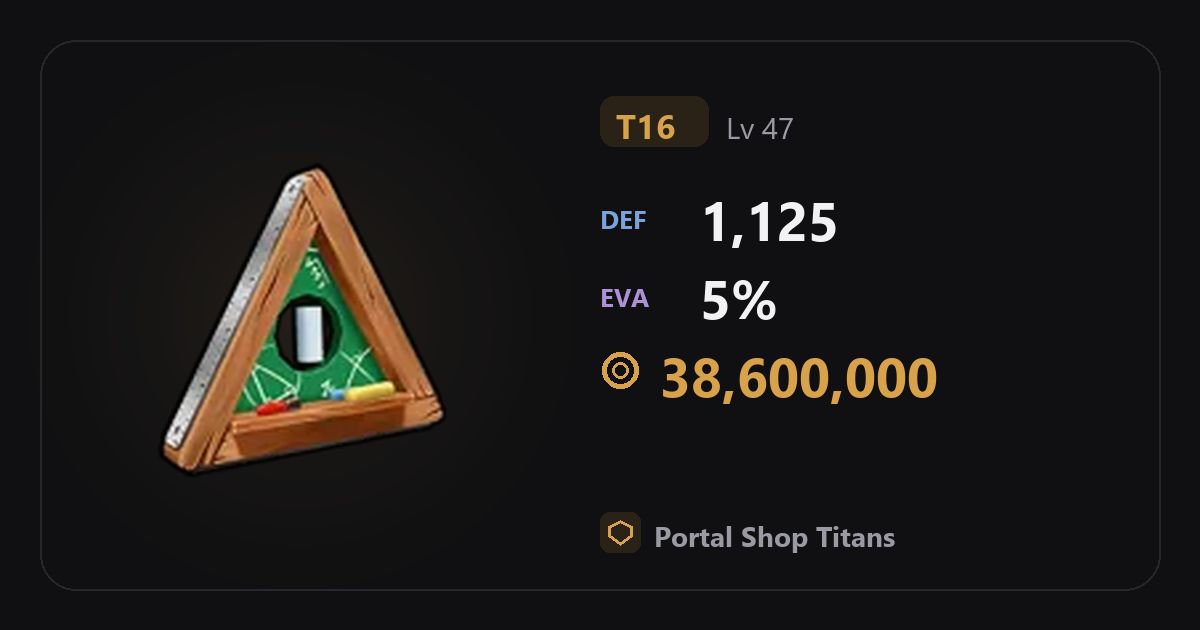 T16 Lv 47
DEF 1,125
EVA 5%
38,600,000
Portal Shop Titans